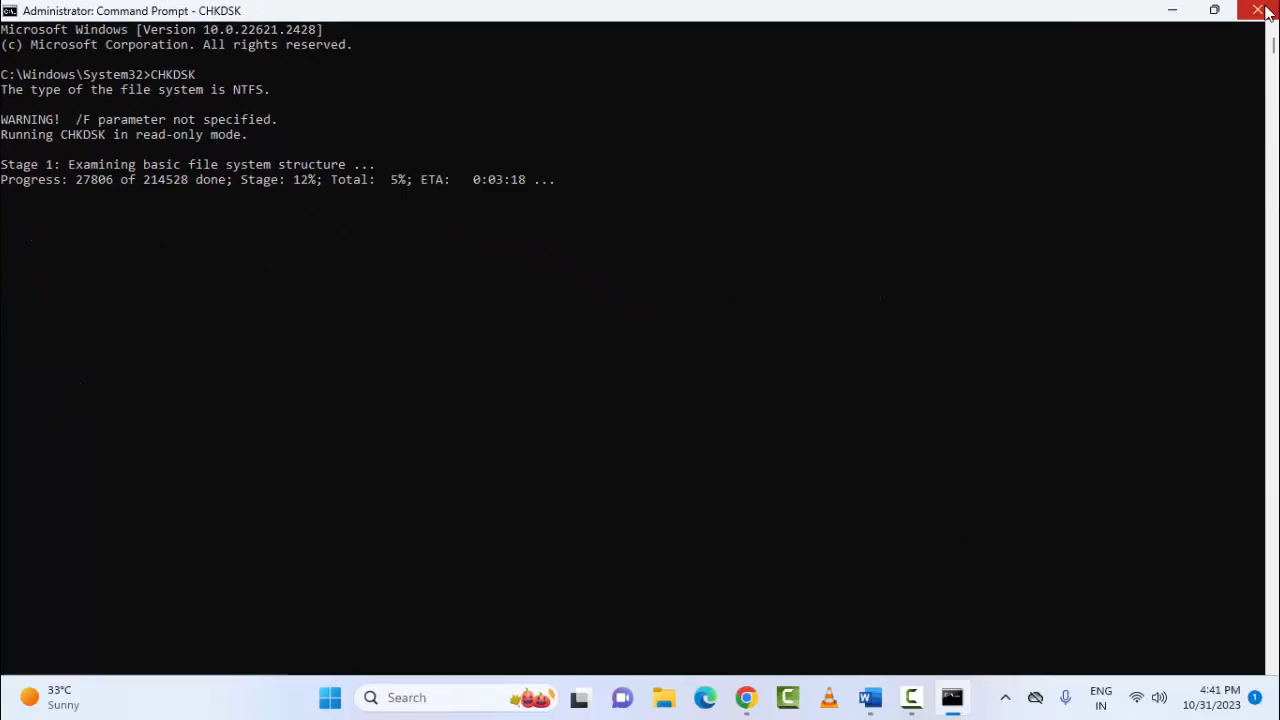 Administrator: Command Prompt - CHKDSK
Microsoft Windows [Version 10.0.22621.2428]
(c) Microsoft Corporation. All rights reserved.
C:\Windows\System32>CHKDSK
The type of the file system is NTFS.
WARNING!  /F parameter not specified.
Running CHKDSK in read-only mode.
Stage 1: Examining basic file system structure ...
Progress: 27806 of 214528 done; Stage: 12%; Total:  5%; ETA:   0:03:18 ...
33°C
Sunny
Search
ENG
IN
4:41 PM
10/31/2023
1